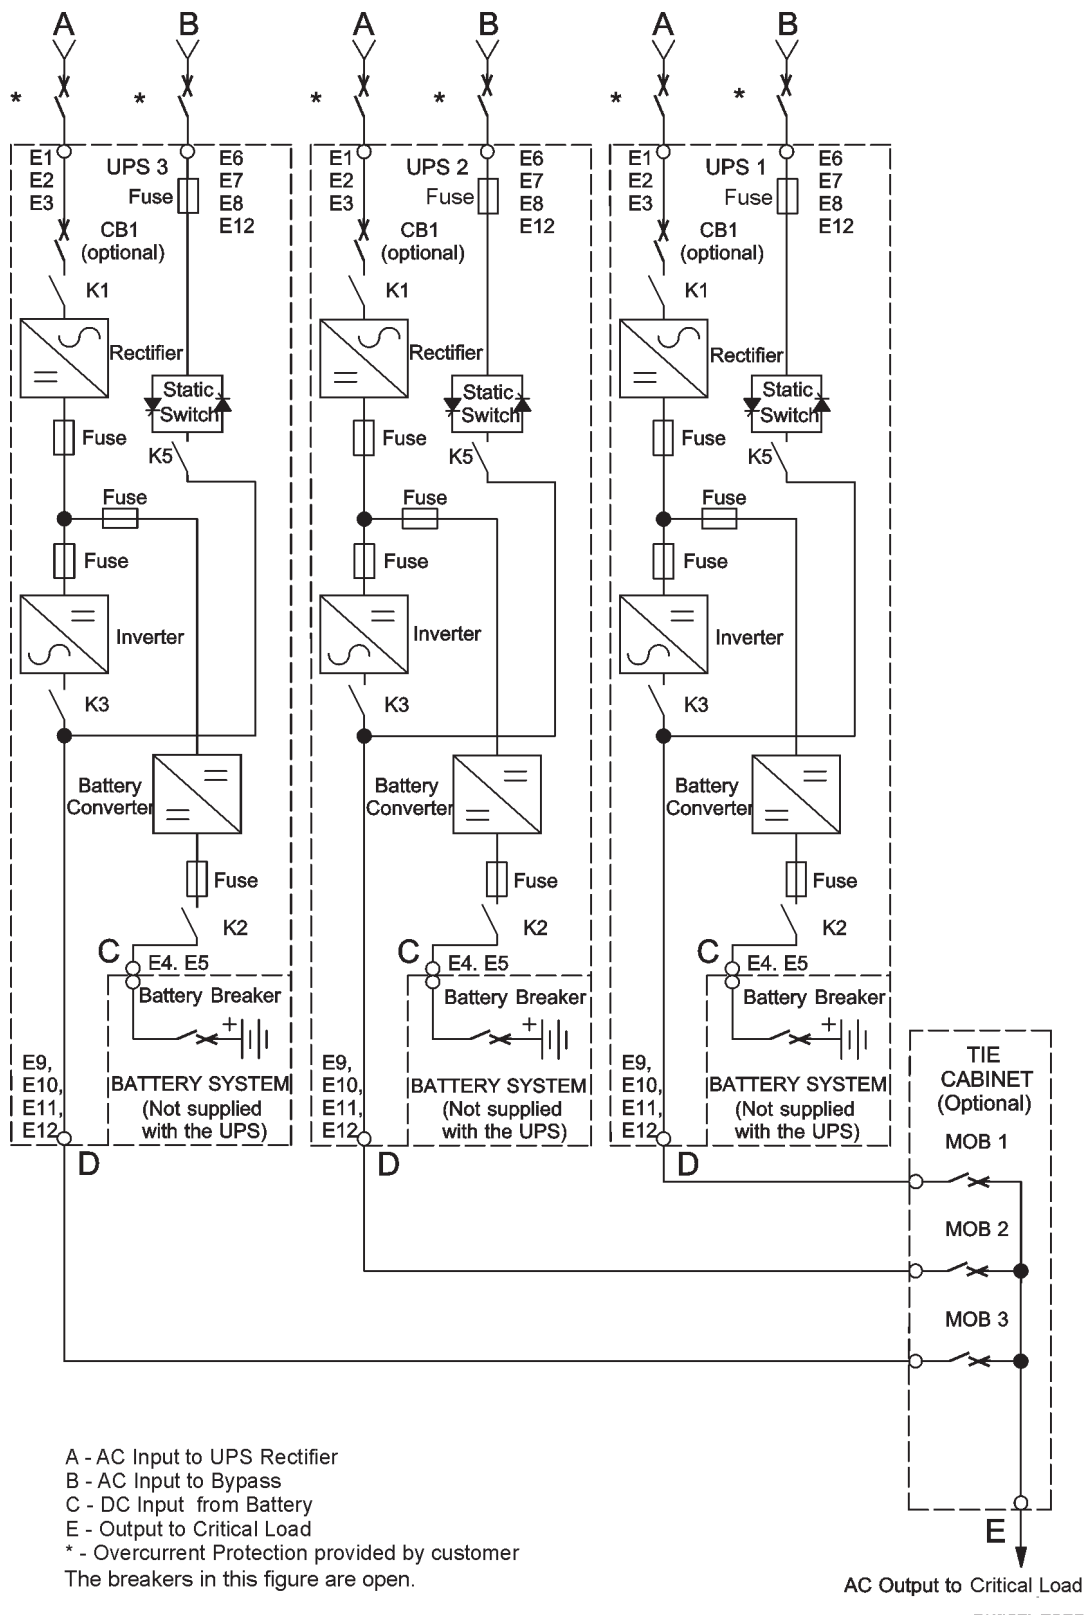 A B A B A B
* * * * * *
E1
E2
E3
UPS 3
Fuse
E6
E7
E8
E12
CB1
(optional)
K1
Rectifier
Static
Switch
Fuse
K5
Fuse
Fuse
Inverter
K3
Battery
Converter
Fuse
K2
C
E4. E5
Battery Breaker
+
E9,
E10,
E11,
E12
BATTERY SYSTEM
(Not supplied
with the UPS)
D
E1
E2
E3
UPS 2
Fuse
E6
E7
E8
E12
CB1
(optional)
K1
Rectifier
Static
Switch
Fuse
K5
Fuse
Fuse
Inverter
K3
Battery
Converter
Fuse
K2
C
E4. E5
Battery Breaker
+
E9,
E10,
E11,
E12
BATTERY SYSTEM
(Not supplied
with the UPS)
D
E1
E2
E3
UPS 1
Fuse
E6
E7
E8
E12
CB1
(optional)
K1
Rectifier
Static
Switch
Fuse
K5
Fuse
Fuse
Inverter
K3
Battery
Converter
Fuse
K2
C
E4. E5
Battery Breaker
+
E9,
E10,
E11,
E12
BATTERY SYSTEM
(Not supplied
with the UPS)
D
TIE
CABINET
(Optional)
MOB 1
MOB 2
MOB 3
E
AC Output to Critical Load
A - AC Input to UPS Rectifier
B - AC Input to Bypass
C - DC Input from Battery
E - Output to Critical Load
* - Overcurrent Protection provided by customer
The breakers in this figure are open.